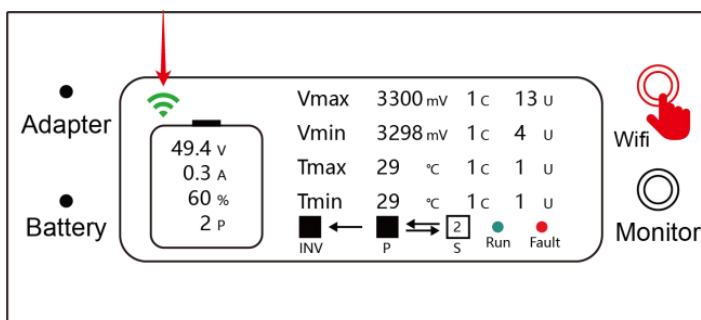 Adapter
Battery
49.4 V
0.3 A
60 %
2 P
Vmax 3300 mV 1 C 13 U
Vmin 3298 mV 1 C 4 U
Tmax 29 ℃ 1 C 1 U
Tmin 29 ℃ 1 C 1 U
2
INV P S Run Fault
Wifi
Monitor